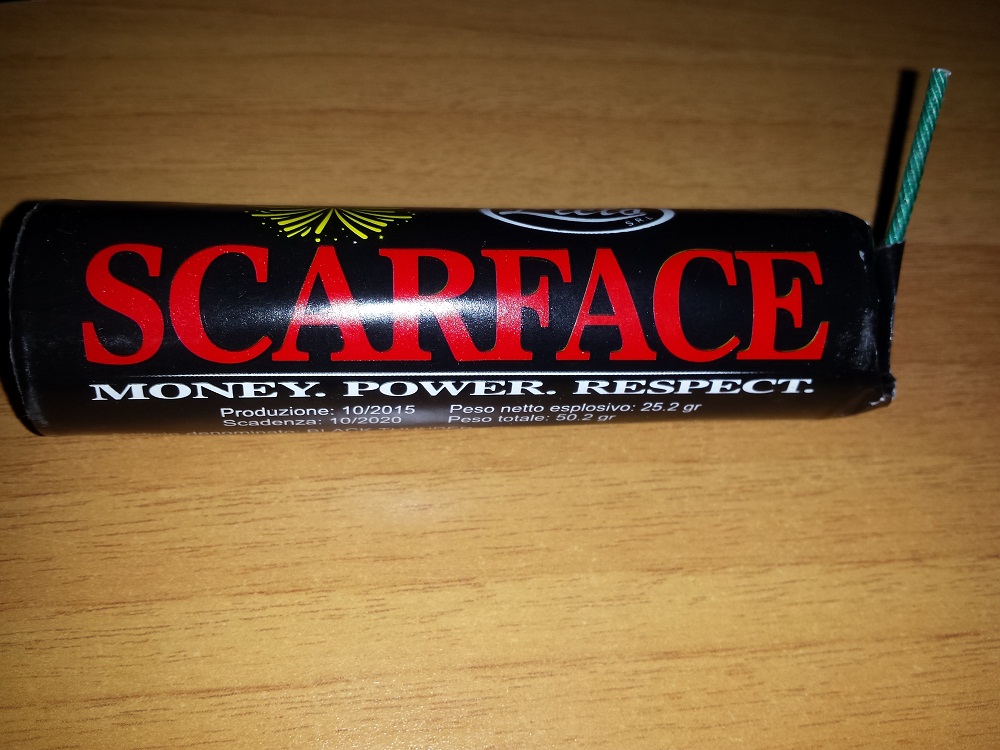 SRL
SCARFACE
MONEY. POWER. RESPECT.
Produzione: 10/2015 Peso netto esplosivo: 25.2 gr
Scadenza: 10/2020 Peso totale: 50.2 gr